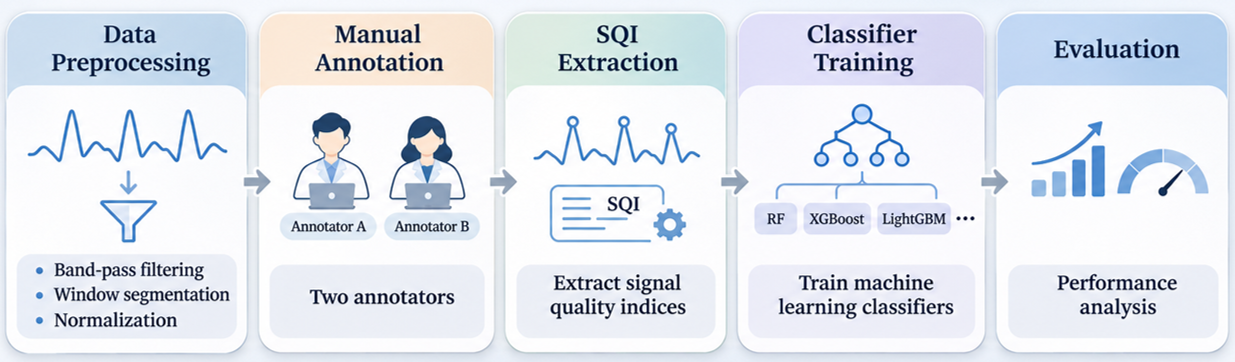 Data
Preprocessing
Band-pass filtering
Window segmentation
Normalization
Manual
Annotation
Annotator A
Annotator B
Two annotators
SQI
Extraction
SQI
Extract signal
quality indices
Classifier
Training
RF
XGBoost
LightGBM
•••
Train machine
learning classifiers
Evaluation
Performance
analysis